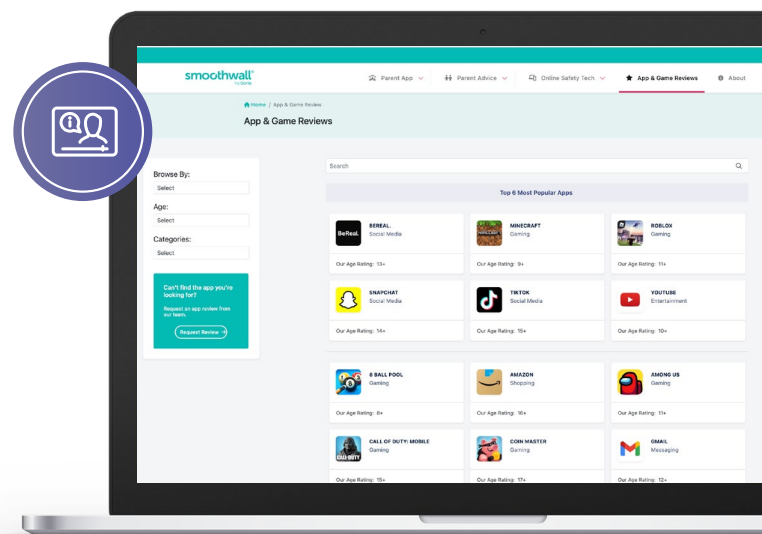 smoothwall®
Parent App
Parent Advice
Online Safety Tech
App & Game Reviews
About
Home / App & Game Review
App & Game Reviews
Browse By:
Select
Age:
Select
Categories:
Select
Can't find the app you're
looking for?
Request an app review from
our team.
Request Review →
Search
Top 6 Most Popular Apps
BeReal.
BEREAL.
Social Media
Our Age Rating: 13+
MINECRAFT
Gaming
Our Age Rating: 9+
ROBLOX
Gaming
Our Age Rating: 11+
SNAPCHAT
Social Media
Our Age Rating: 14+
TIKTOK
Social Media
Our Age Rating: 15+
YOUTUBE
Entertainment
Our Age Rating: 10+
8 BALL POOL
Gaming
Our Age Rating: 8+
AMAZON
Shopping
Our Age Rating: 16+
AMONG US
Gaming
Our Age Rating: 11+
CALL OF DUTY
CALL OF DUTY: MOBILE
Gaming
Our Age Rating: 15+
COIN MASTER
Gaming
Our Age Rating: 17+
GMAIL
Messaging
Our Age Rating: 12+